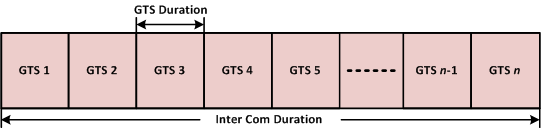 GTS Duration
GTS 1 GTS 2 GTS 3 GTS 4 GTS 5 GTS n-1 GTS n
Inter Com Duration